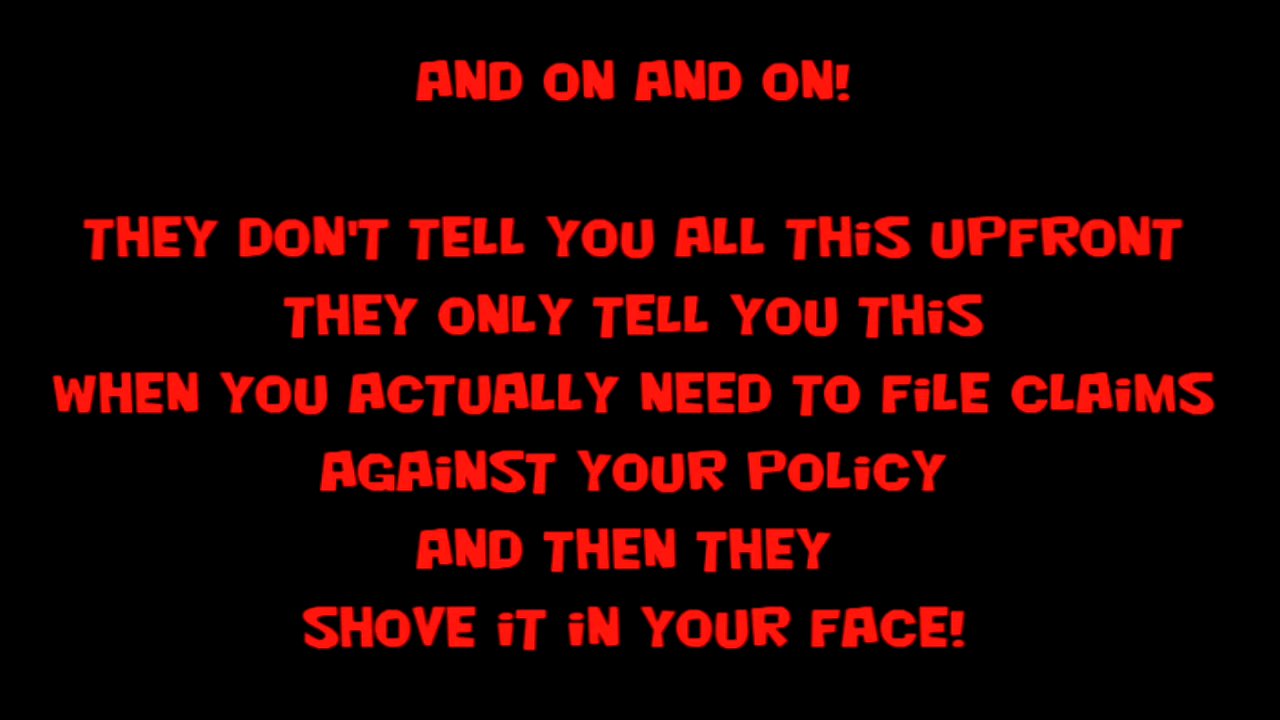 AND ON AND ON!
THEY DON'T TELL YOU ALL THiS UPFRONT
THEY ONLY TELL YOU THiS
WHEN YOU ACTUALLY NEED TO FiLE CLAiMS
AGAiNST YOUR POLiCY
AND THEN THEY
SHOVE iT iN YOUR FACE!